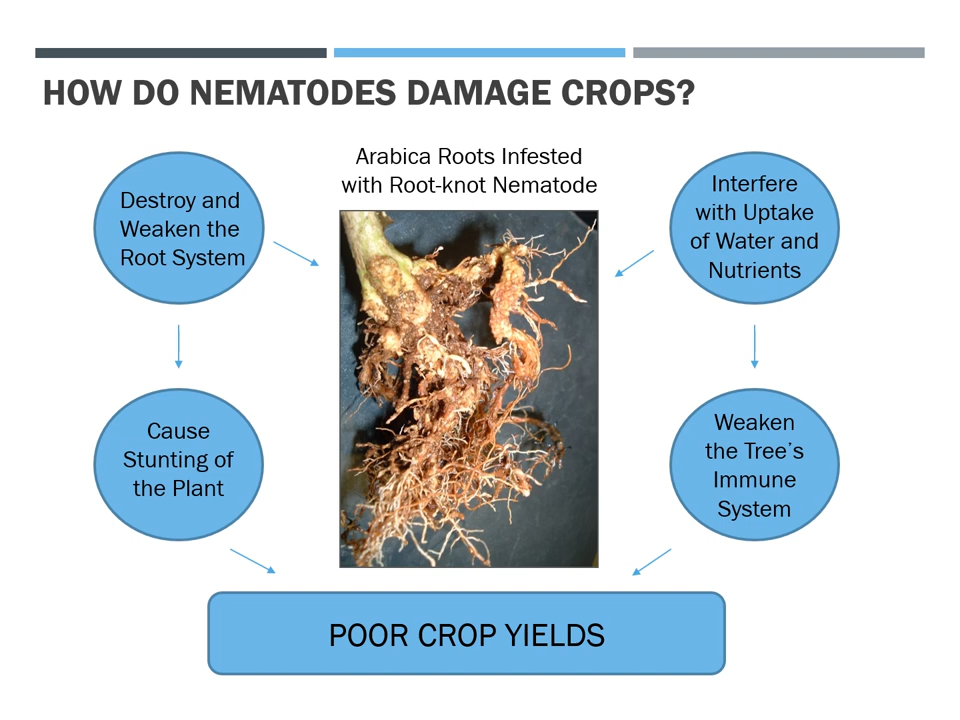 HOW DO NEMATODES DAMAGE CROPS?
Arabica Roots Infested
with Root-knot Nematode
Destroy and
Weaken the
Root System
Interfere
with Uptake
of Water and
Nutrients
Cause
Stunting of
the Plant
Weaken
the Tree's
Immune
System
POOR CROP YIELDS